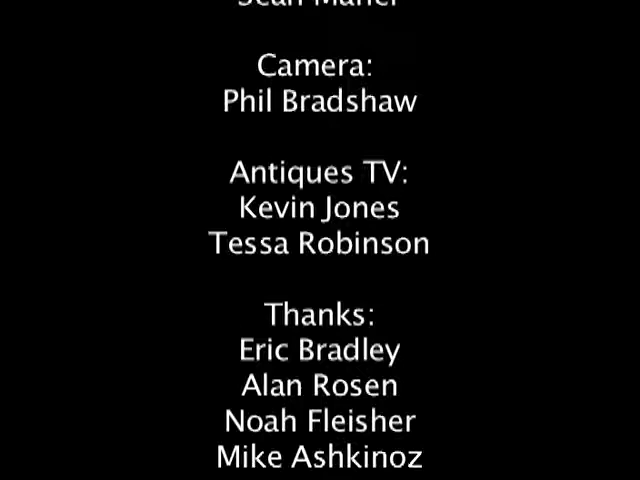 Camera:
Phil Bradshaw
Antiques TV:
Kevin Jones
Tessa Robinson
Thanks:
Eric Bradley
Alan Rosen
Noah Fleisher
Mike Ashkinoz